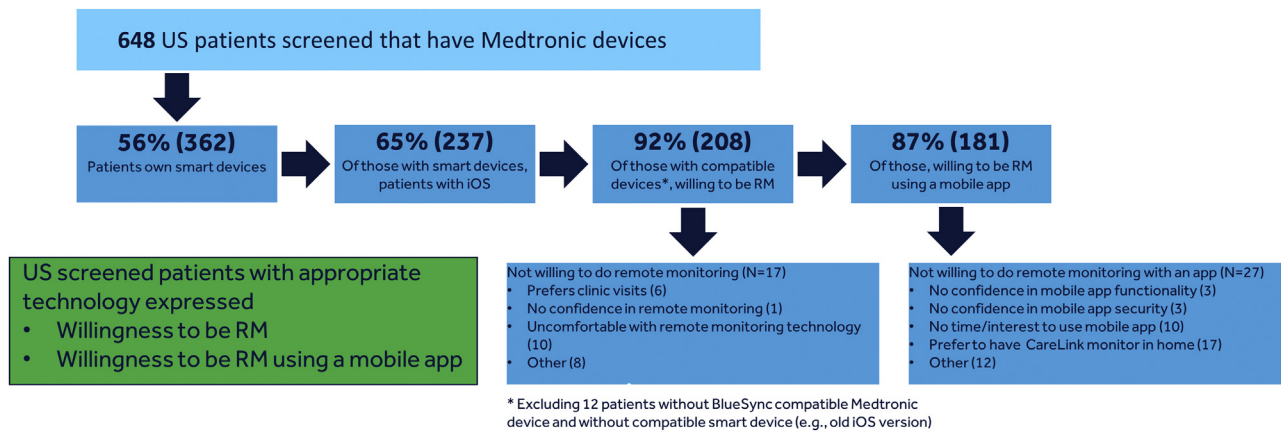 648 US patients screened that have Medtronic devices
56% (362)
Patients own smart devices
65% (237)
Of those with smart devices,
patients with iOS
92% (208)
Of those with compatible
devices*, willing to be RM
87% (181)
Of those, willing to be RM
using a mobile app
US screened patients with appropriate
technology expressed
• Willingness to be RM
• Willingness to be RM using a mobile app
Not willing to do remote monitoring (N=17)
• Prefers clinic visits (6)
• No confidence in remote monitoring (1)
• Uncomfortable with remote monitoring technology
(10)
• Other (8)
Not willing to do remote monitoring with an app (N=27)
• No confidence in mobile app functionality (3)
• No confidence in mobile app security (3)
• No time/interest to use mobile app (10)
• Prefer to have CareLink monitor in home (17)
• Other (12)
* Excluding 12 patients without BlueSync compatible Medtronic
device and without compatible smart device (e.g., old iOS version)